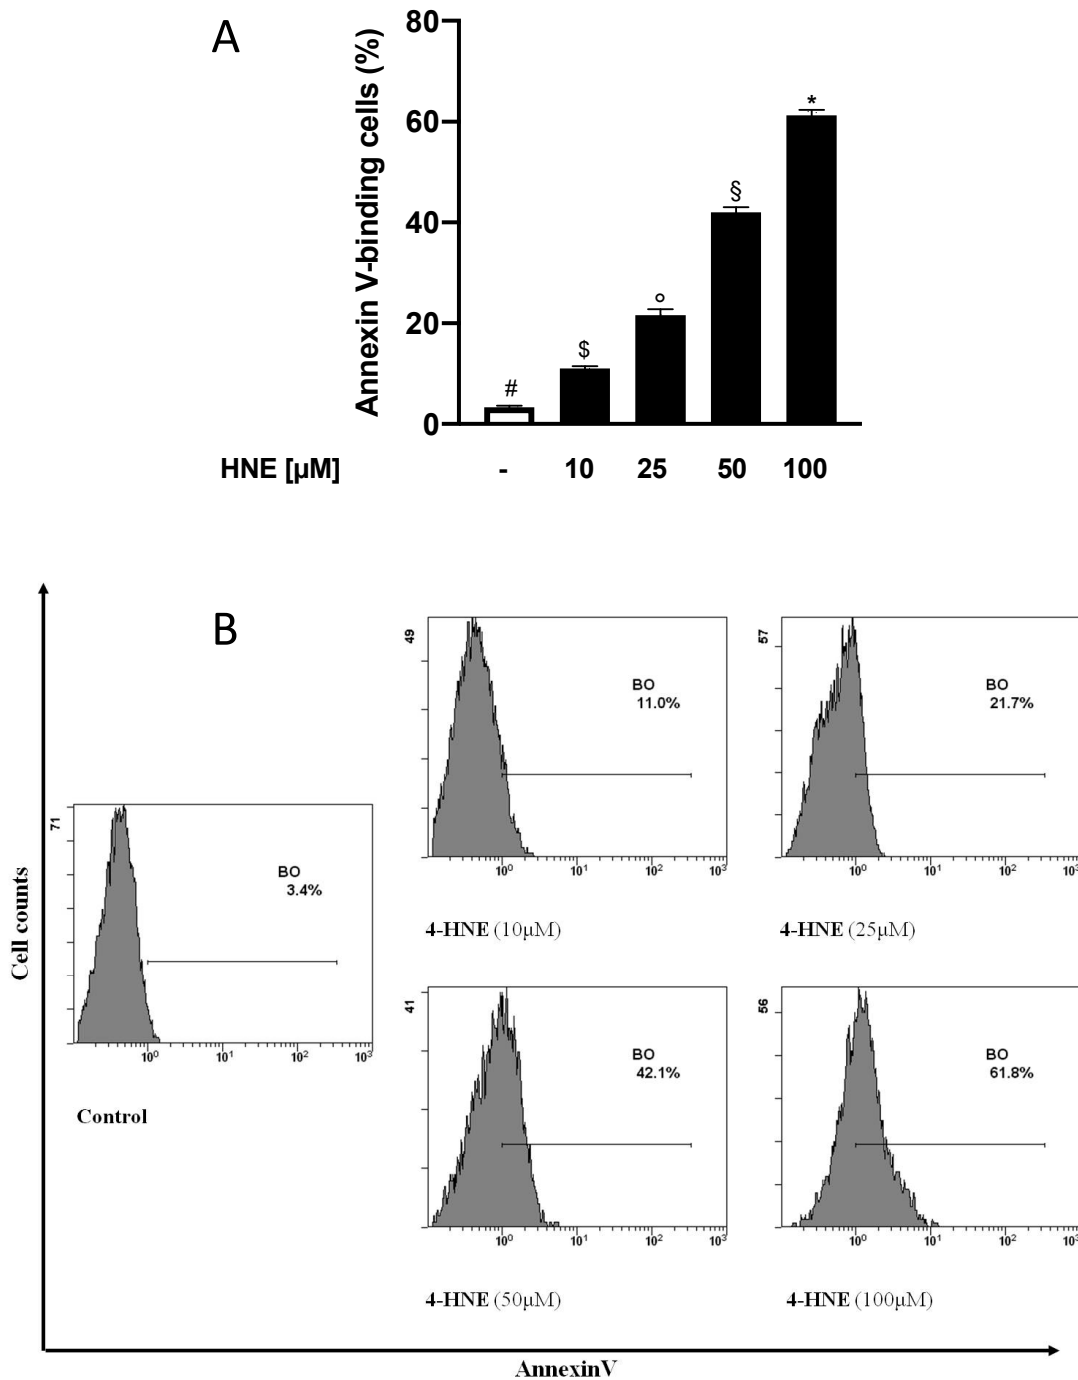 A
Annexin V-binding cells (%)
80
60
40
20
0
#
$
°
§
*
HNE [µM]
- 10 25 50 100
B
Cell counts
71
BO
3.4%
10⁰ 10¹ 10² 10³
Control
49
BO
11.0%
10⁰ 10¹ 10² 10³
4-HNE (10µM)
57
BO
21.7%
10⁰ 10¹ 10² 10³
4-HNE (25µM)
41
BO
42.1%
10⁰ 10¹ 10² 10³
4-HNE (50µM)
56
BO
61.8%
10⁰ 10¹ 10² 10³
4-HNE (100µM)
AnnexinV